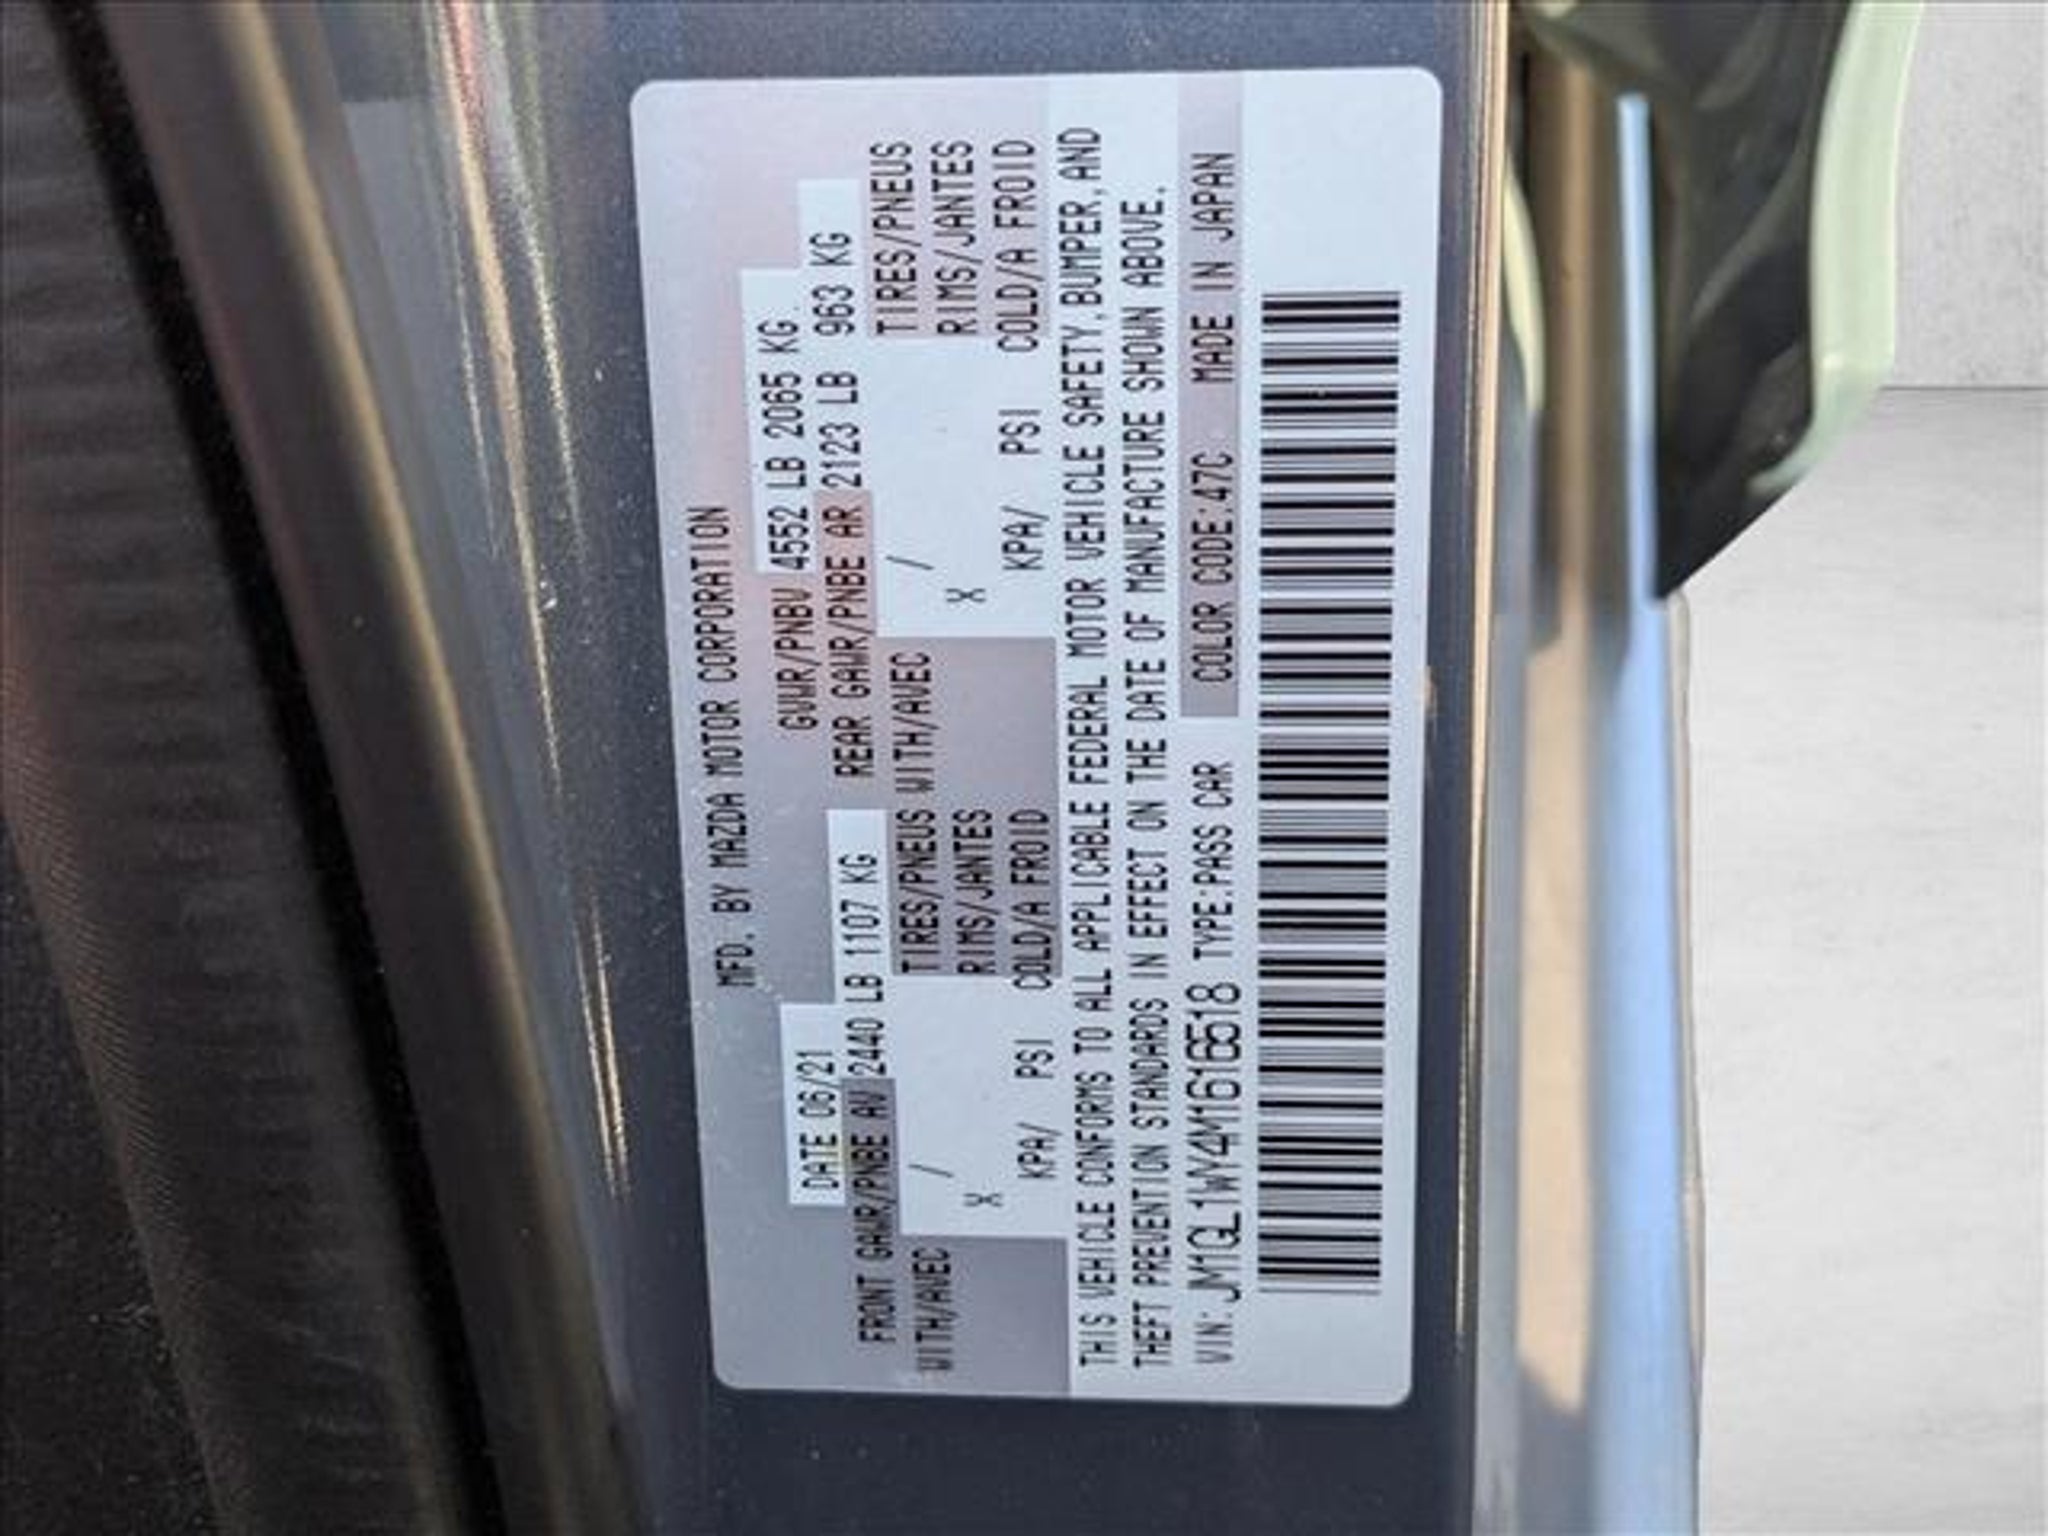 MFD. BY MAZDA MOTOR CORPORATION
DATE 06/21 GVWR/PNBV 4552 LB 2065 KG
FRONT GAWR/PNBE AV 2440 LB 1107 KG REAR GAWR/PNBE AR 2123 LB 963 KG
WITH/AVEC / TIRES/PNEUS WITH/AVEC / TIRES/PNEUS
X RIMS/JANTES X RIMS/JANTES
KPA/ PSI COLD/A FROID KPA/ PSI COLD/A FROID
THIS VEHICLE CONFORMS TO ALL APPLICABLE FEDERAL MOTOR VEHICLE SAFETY,BUMPER,AND
THEFT PREVENTION STANDARDS IN EFFECT ON THE DATE OF MANUFACTURE SHOWN ABOVE.
VIN: JM1GL1WY4M1616518 TYPE:PASS CAR COLOR CODE:47C MADE IN JAPAN